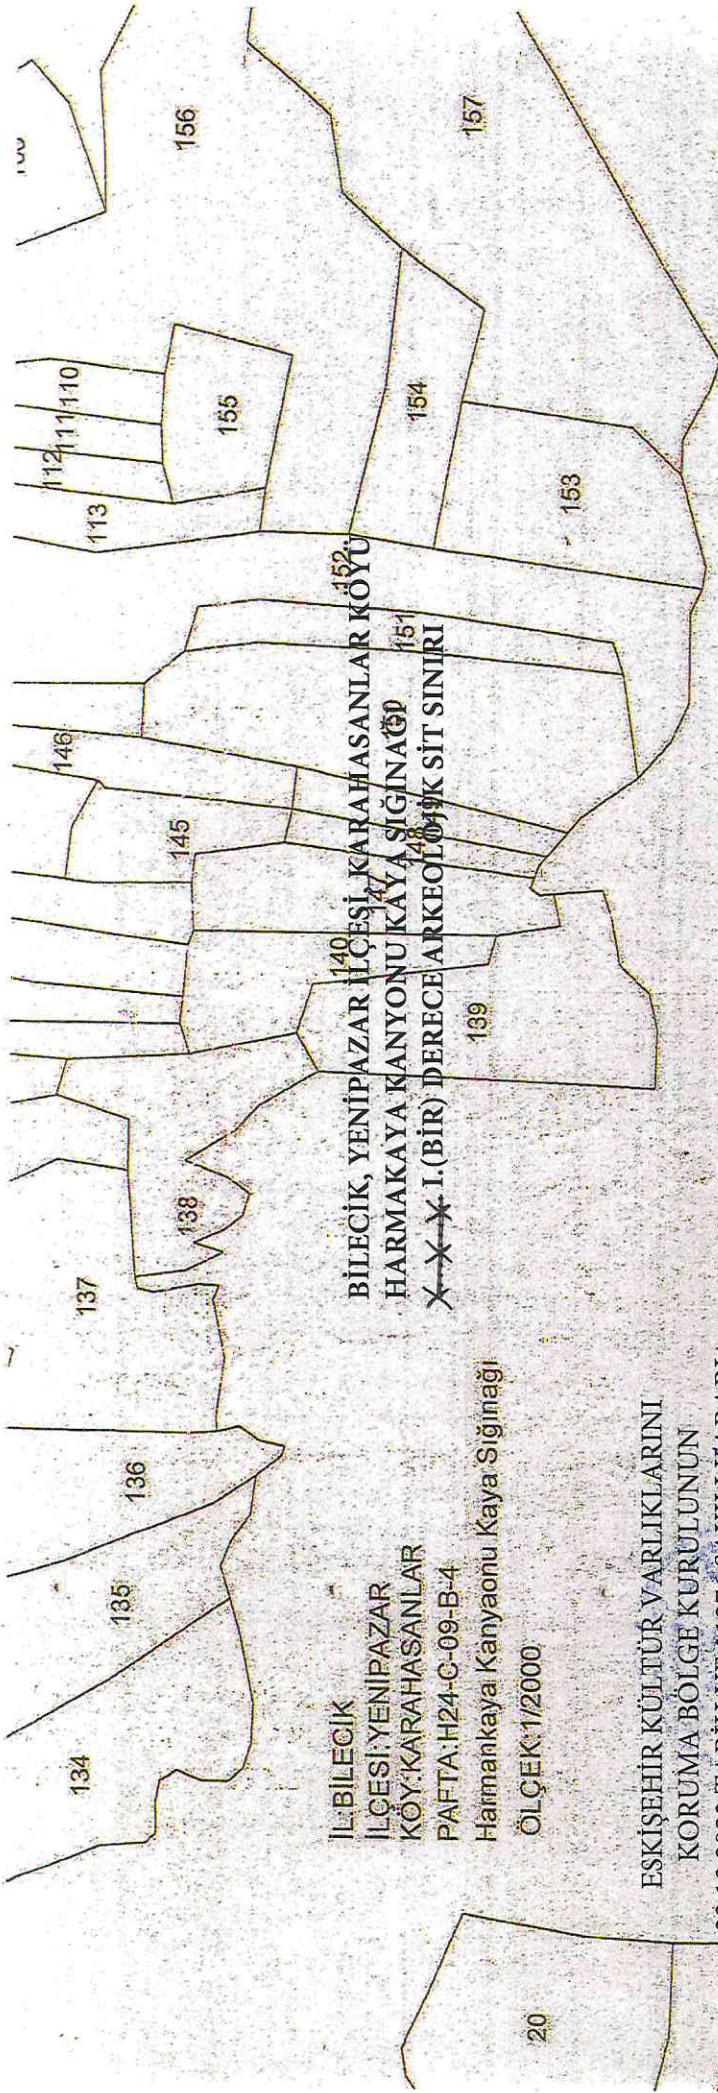 134
135
136
137
138
139
140
145
146
147
148
149
150
151
152
153
154
155
156
157
113
112
111
110
20
BİLECİK, YENİPAZAR İLÇESİ, KARAHASANLAR KÖYÜ
HARMAKAYA KANYONU KAYA SIĞINAĞI
X X X I.(BİR) DERECE ARKEOLOJİK SİT SINIRI
İL:BİLECİK
İLÇESİ:YENİPAZAR
KÖY:KARAHASANLAR
PAFTA:H24-C-09-B-4
Harmankaya Kanyaonu Kaya Sığınağı
ÖLÇEK:1/2000
ESKİŞEHİR KÜLTÜR VARLIKLARINI
KORUMA BÖLGE KURULUNUN